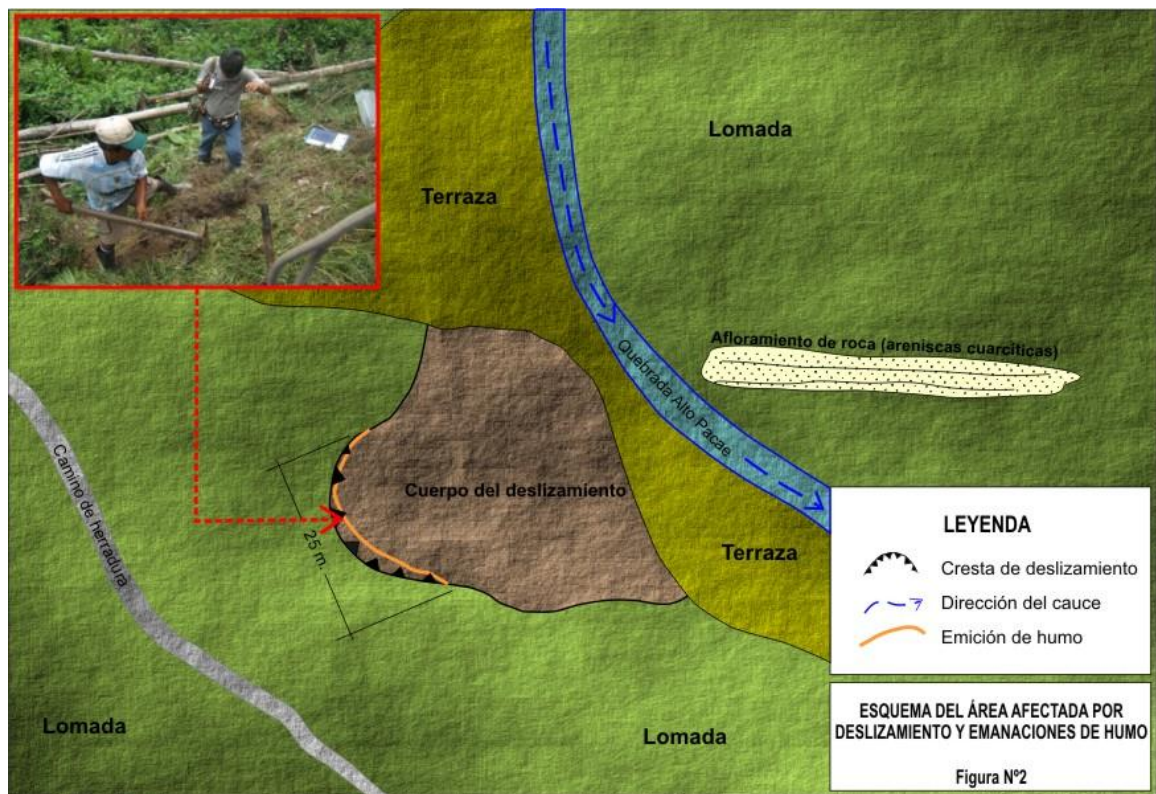 Lomada
Terraza
Afloramiento de roca (areniscas cuarcíticas)
Quebrada Alto Pacae
Camino de herradura
Cuerpo del deslizamiento
25 m.
Terraza
Lomada
Lomada
LEYENDA
Cresta de deslizamiento
Dirección del cauce
Emición de humo
ESQUEMA DEL ÁREA AFECTADA POR
DESLIZAMIENTO Y EMANACIONES DE HUMO
Figura Nº2